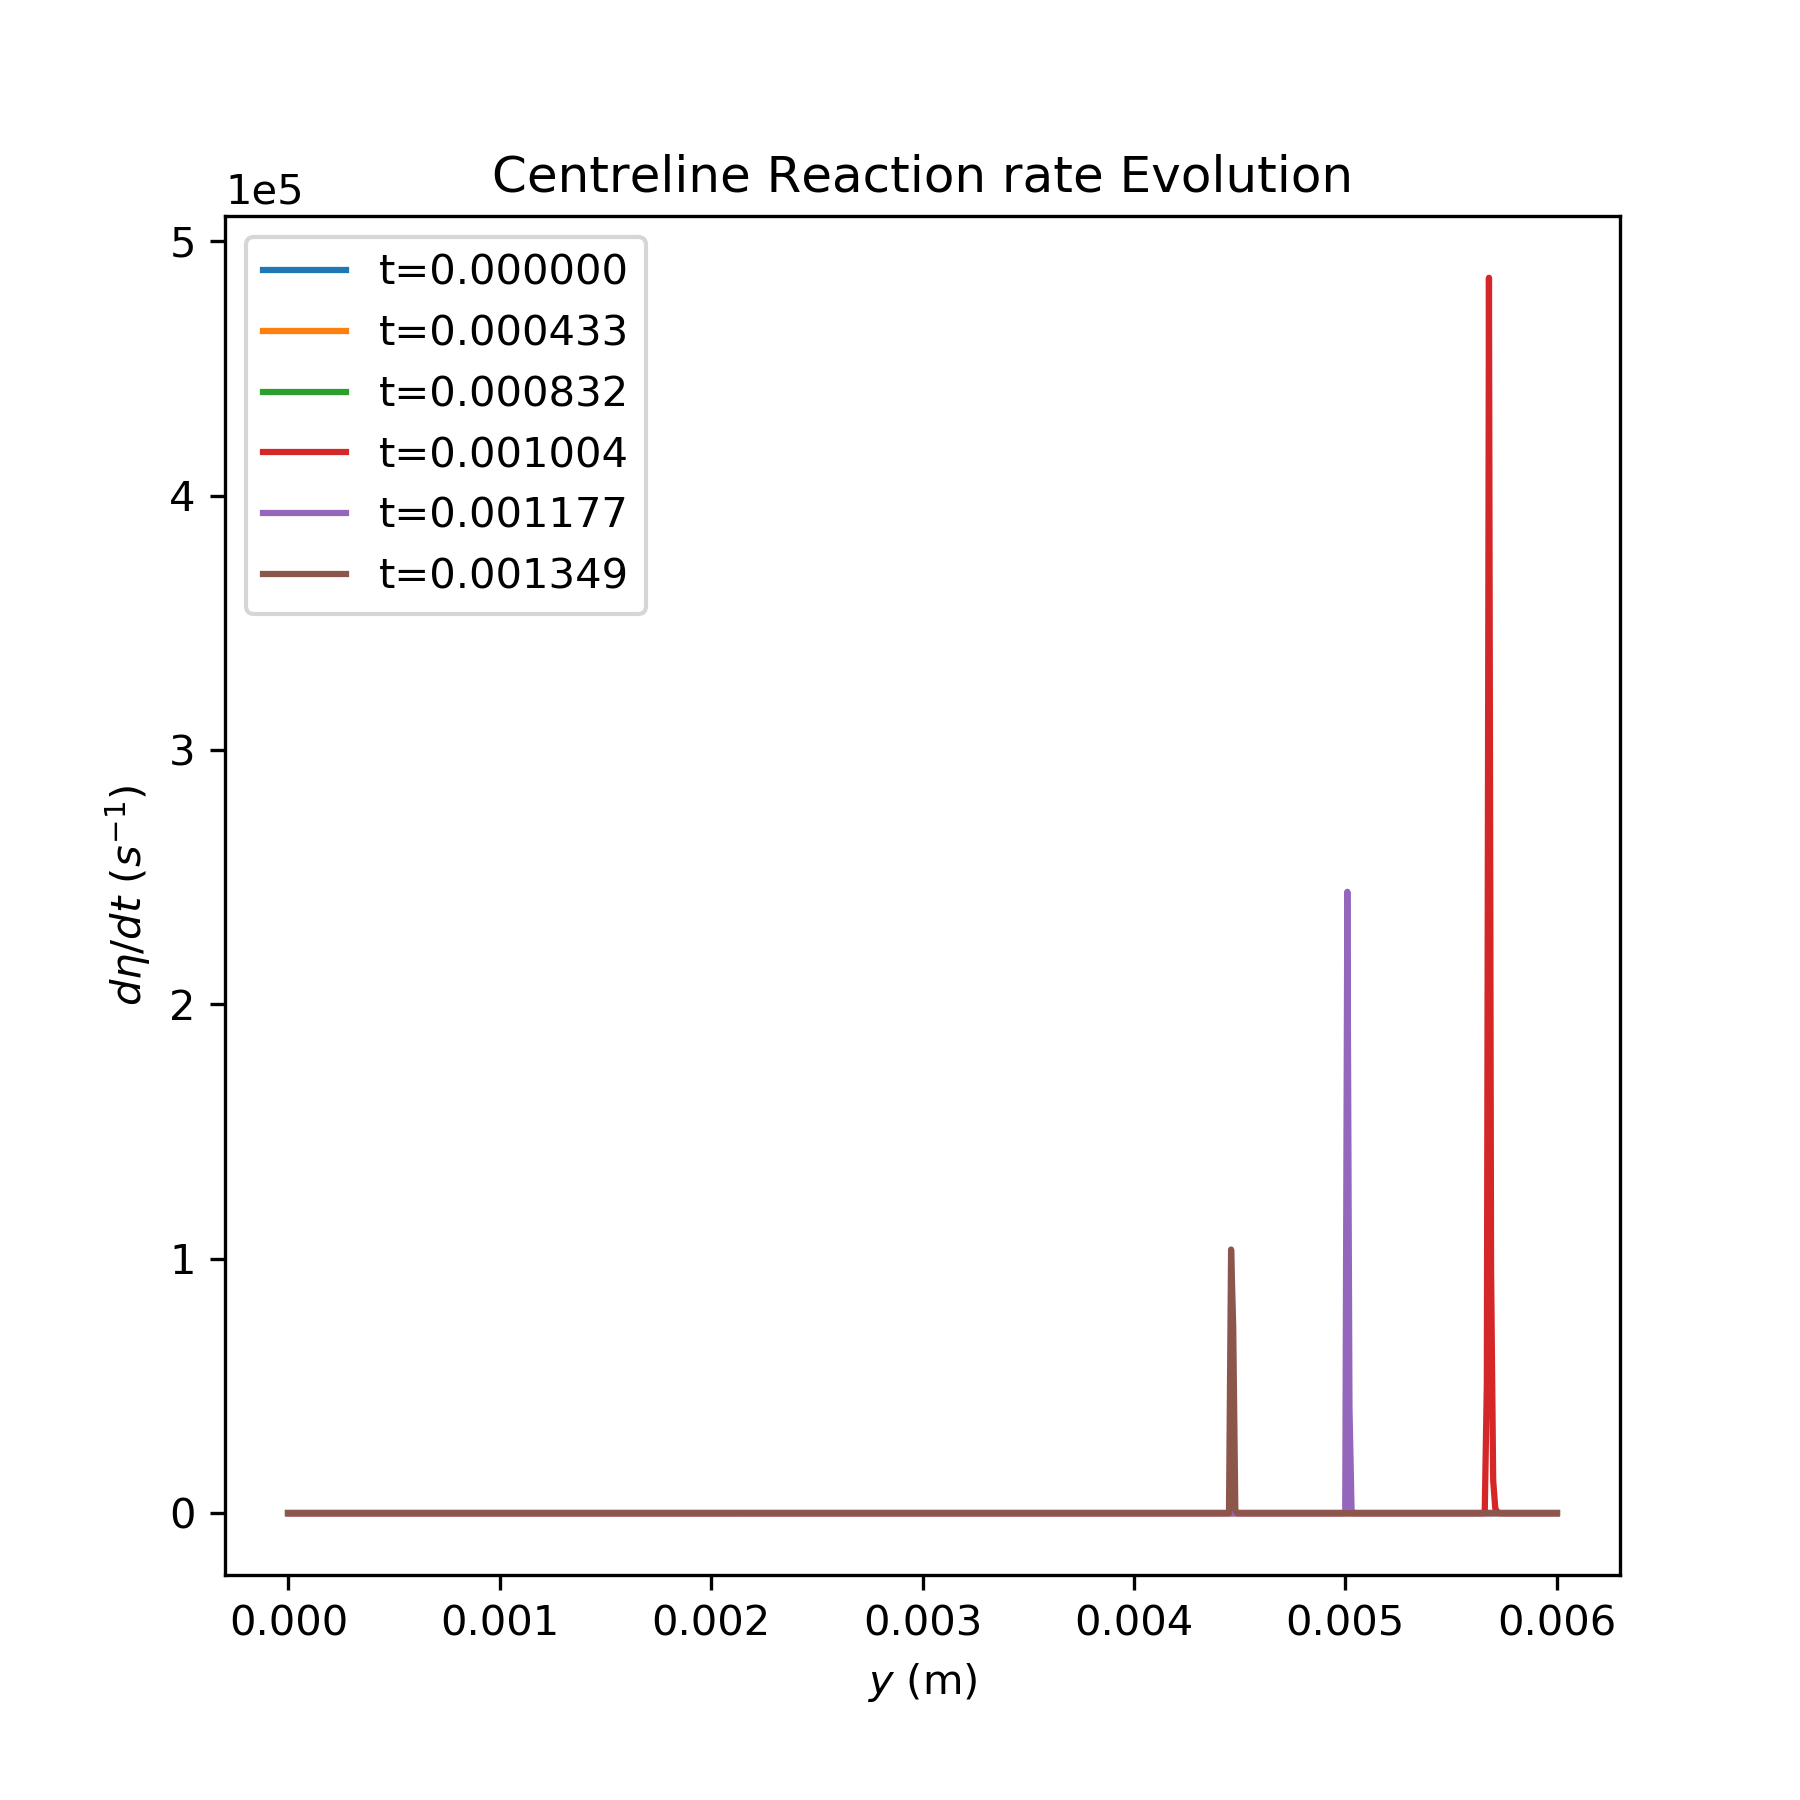 Centreline Reaction rate Evolution
1e5
t=0.000000
t=0.000433
t=0.000832
t=0.001004
t=0.001177
t=0.001349
5
4
3
2
1
0
dη/dt (s⁻¹)
0.000 0.001 0.002 0.003 0.004 0.005 0.006
y (m)